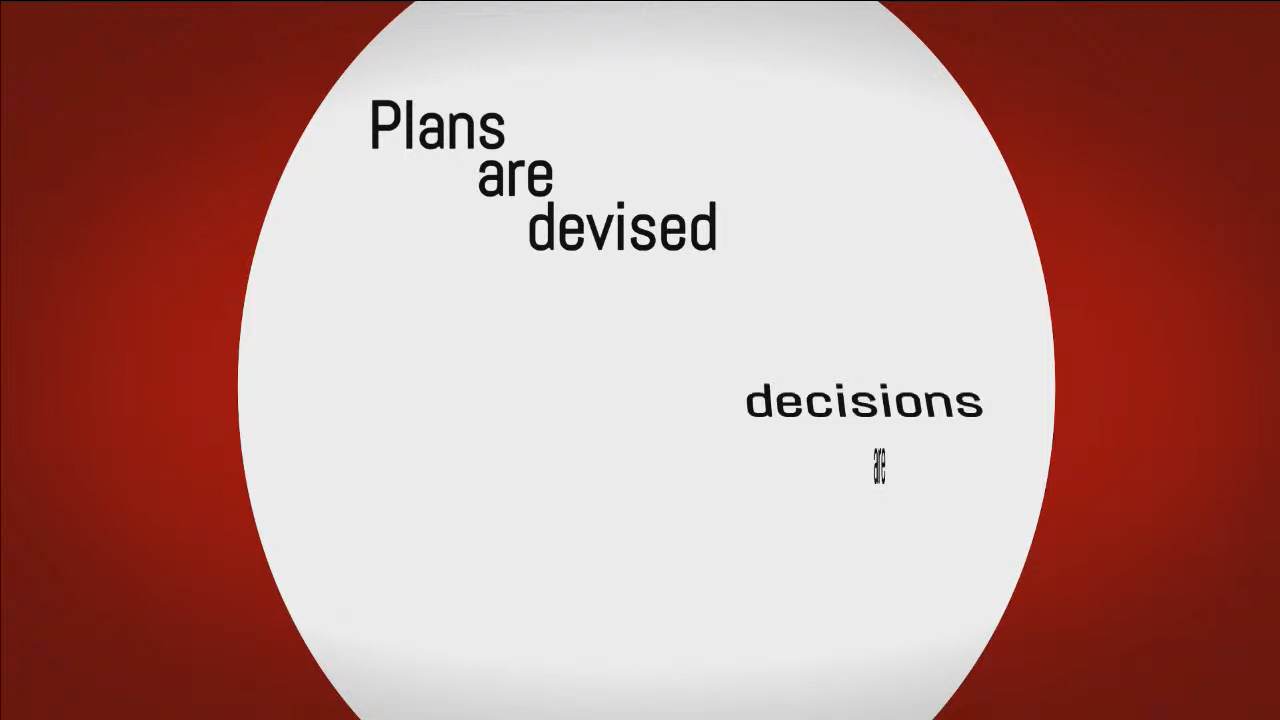 Plans
are
devised
decisions
are